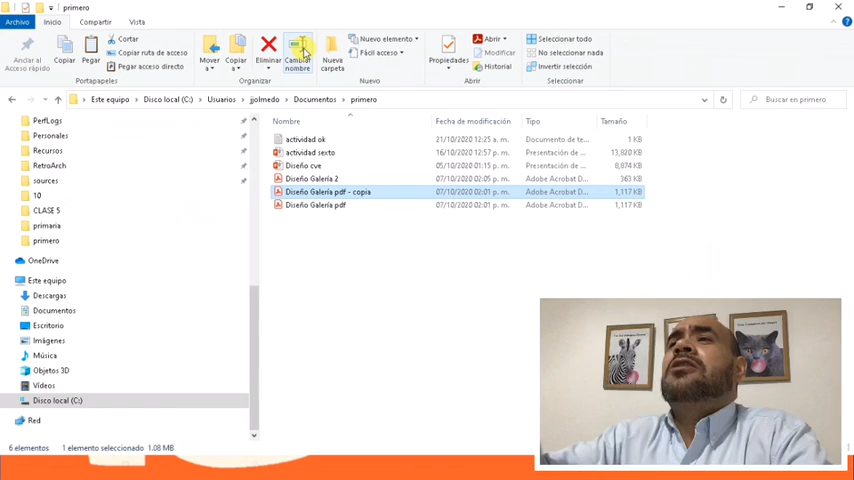 primero
Archivo Inicio Compartir Vista
Andar al Acceso rápido
Copiar
Pegar
Cortar
Copiar ruta de acceso
Pegar acceso directo
Portapapeles
Mover a
Copiar a
Eliminar
Cambiar nombre
Organizar
Nueva carpeta
Nuevo elemento
Fácil acceso
Nuevo
Propiedades
Abrir
Modificar
Historial
Abrir
Seleccionar todo
No seleccionar nada
Invertir selección
Seleccionar
Este equipo > Disco local (C:) > Usuarios > jjolmedo > Documentos > primero
Buscar en primero
PerfLogs
Personales
Recursos
RetroArch
sources
10
CLASE 5
primaria
primero
OneDrive
Este equipo
Descargas
Documentos
Escritorio
Imágenes
Música
Objetos 3D
Vídeos
Disco local (C:)
Red
Nombre Fecha de modificación Tipo Tamaño
actividad ok 21/10/2020 12:25 a. m. Documento de te... 1 KB
actividad sexto 16/10/2020 12:57 p. m. Presentación de ... 13,820 KB
Diseño cve 05/10/2020 01:15 p. m. Presentación de ... 8,874 KB
Diseño Galería 2 07/10/2020 02:05 p. m. Adobe Acrobat D... 363 KB
Diseño Galería pdf - copia 07/10/2020 02:01 p. m. Adobe Acrobat D... 1,117 KB
Diseño Galería pdf 07/10/2020 02:01 p. m. Adobe Acrobat D... 1,117 KB
6 elementos 1 elemento seleccionado 1.08 MB